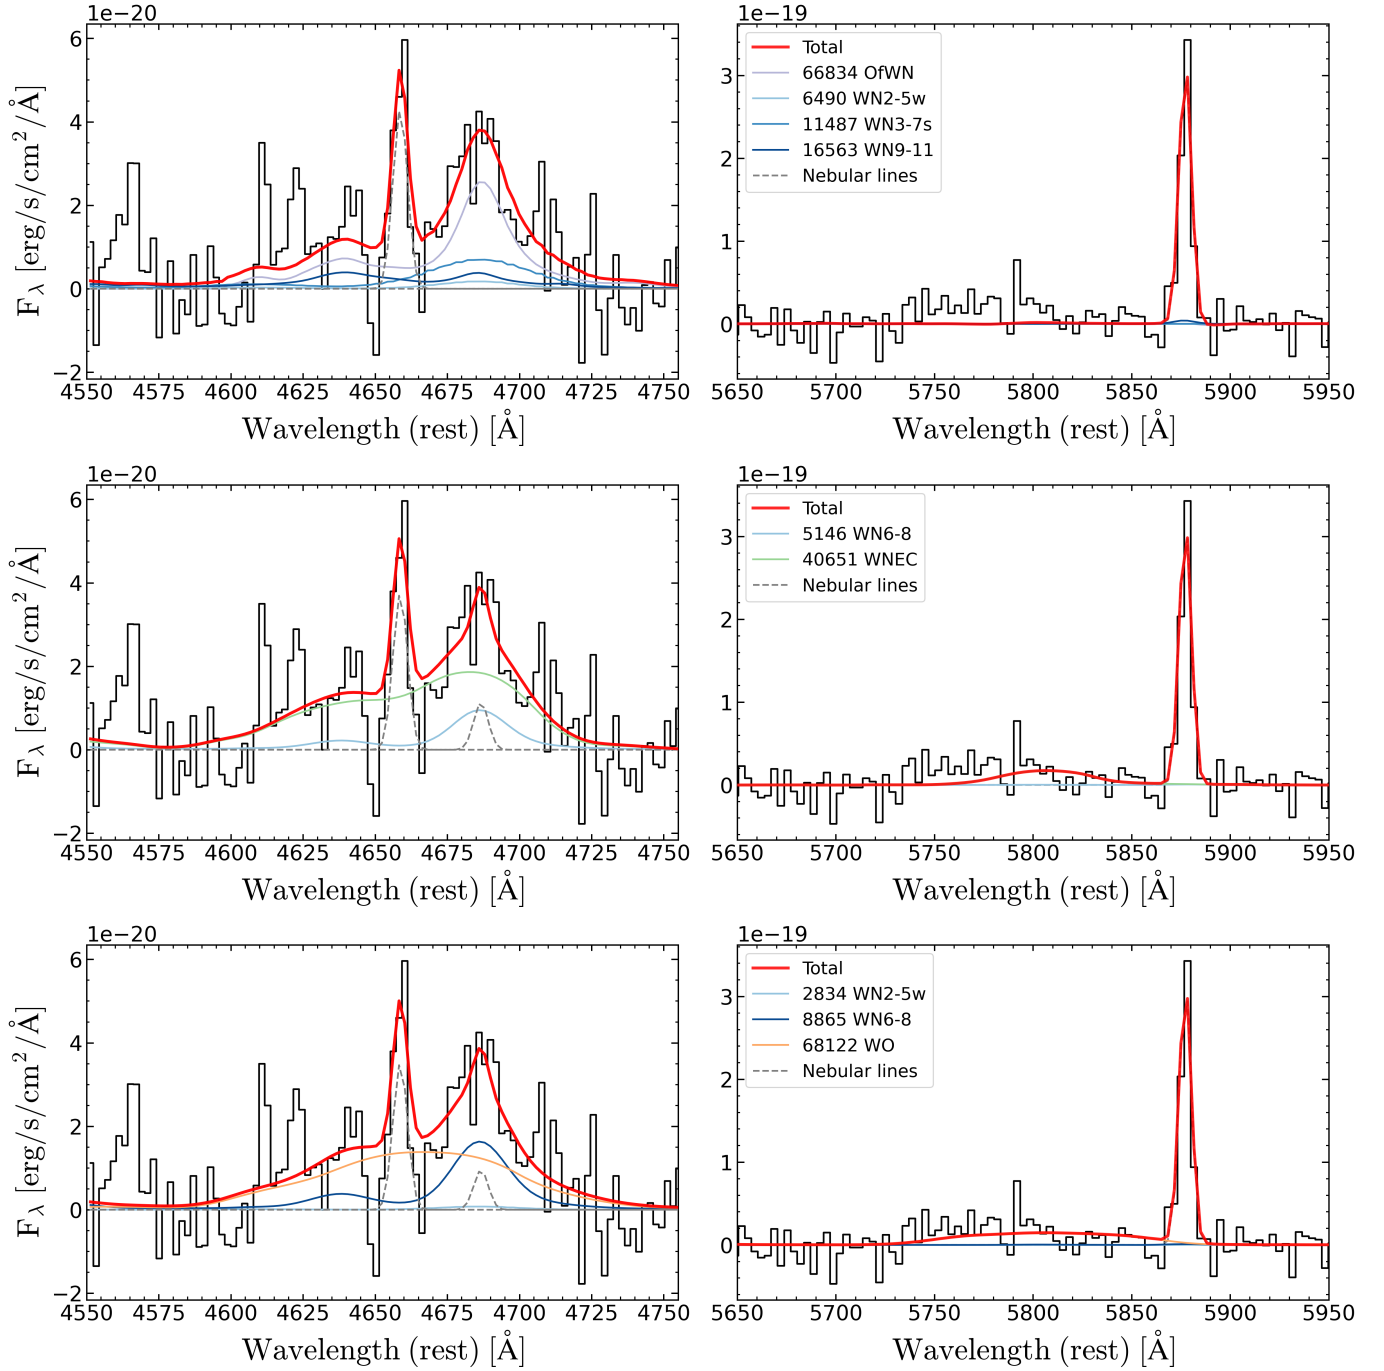 1e−20
6
4
2
0
−2
4550 4575 4600 4625 4650 4675 4700 4725 4750
Wavelength (rest) [Å]
F λ [erg/s/cm²/Å]
1e−19
3
2
1
0
5650 5700 5750 5800 5850 5900 5950
Wavelength (rest) [Å]
Total
66834 OfWN
6490 WN2-5w
11487 WN3-7s
16563 WN9-11
Nebular lines
1e−20
6
4
2
0
−2
4550 4575 4600 4625 4650 4675 4700 4725 4750
Wavelength (rest) [Å]
F λ [erg/s/cm²/Å]
1e−19
3
2
1
0
5650 5700 5750 5800 5850 5900 5950
Wavelength (rest) [Å]
Total
5146 WN6-8
40651 WNEC
Nebular lines
1e−20
6
4
2
0
−2
4550 4575 4600 4625 4650 4675 4700 4725 4750
Wavelength (rest) [Å]
F λ [erg/s/cm²/Å]
1e−19
3
2
1
0
5650 5700 5750 5800 5850 5900 5950
Wavelength (rest) [Å]
Total
2834 WN2-5w
8865 WN6-8
68122 WO
Nebular lines